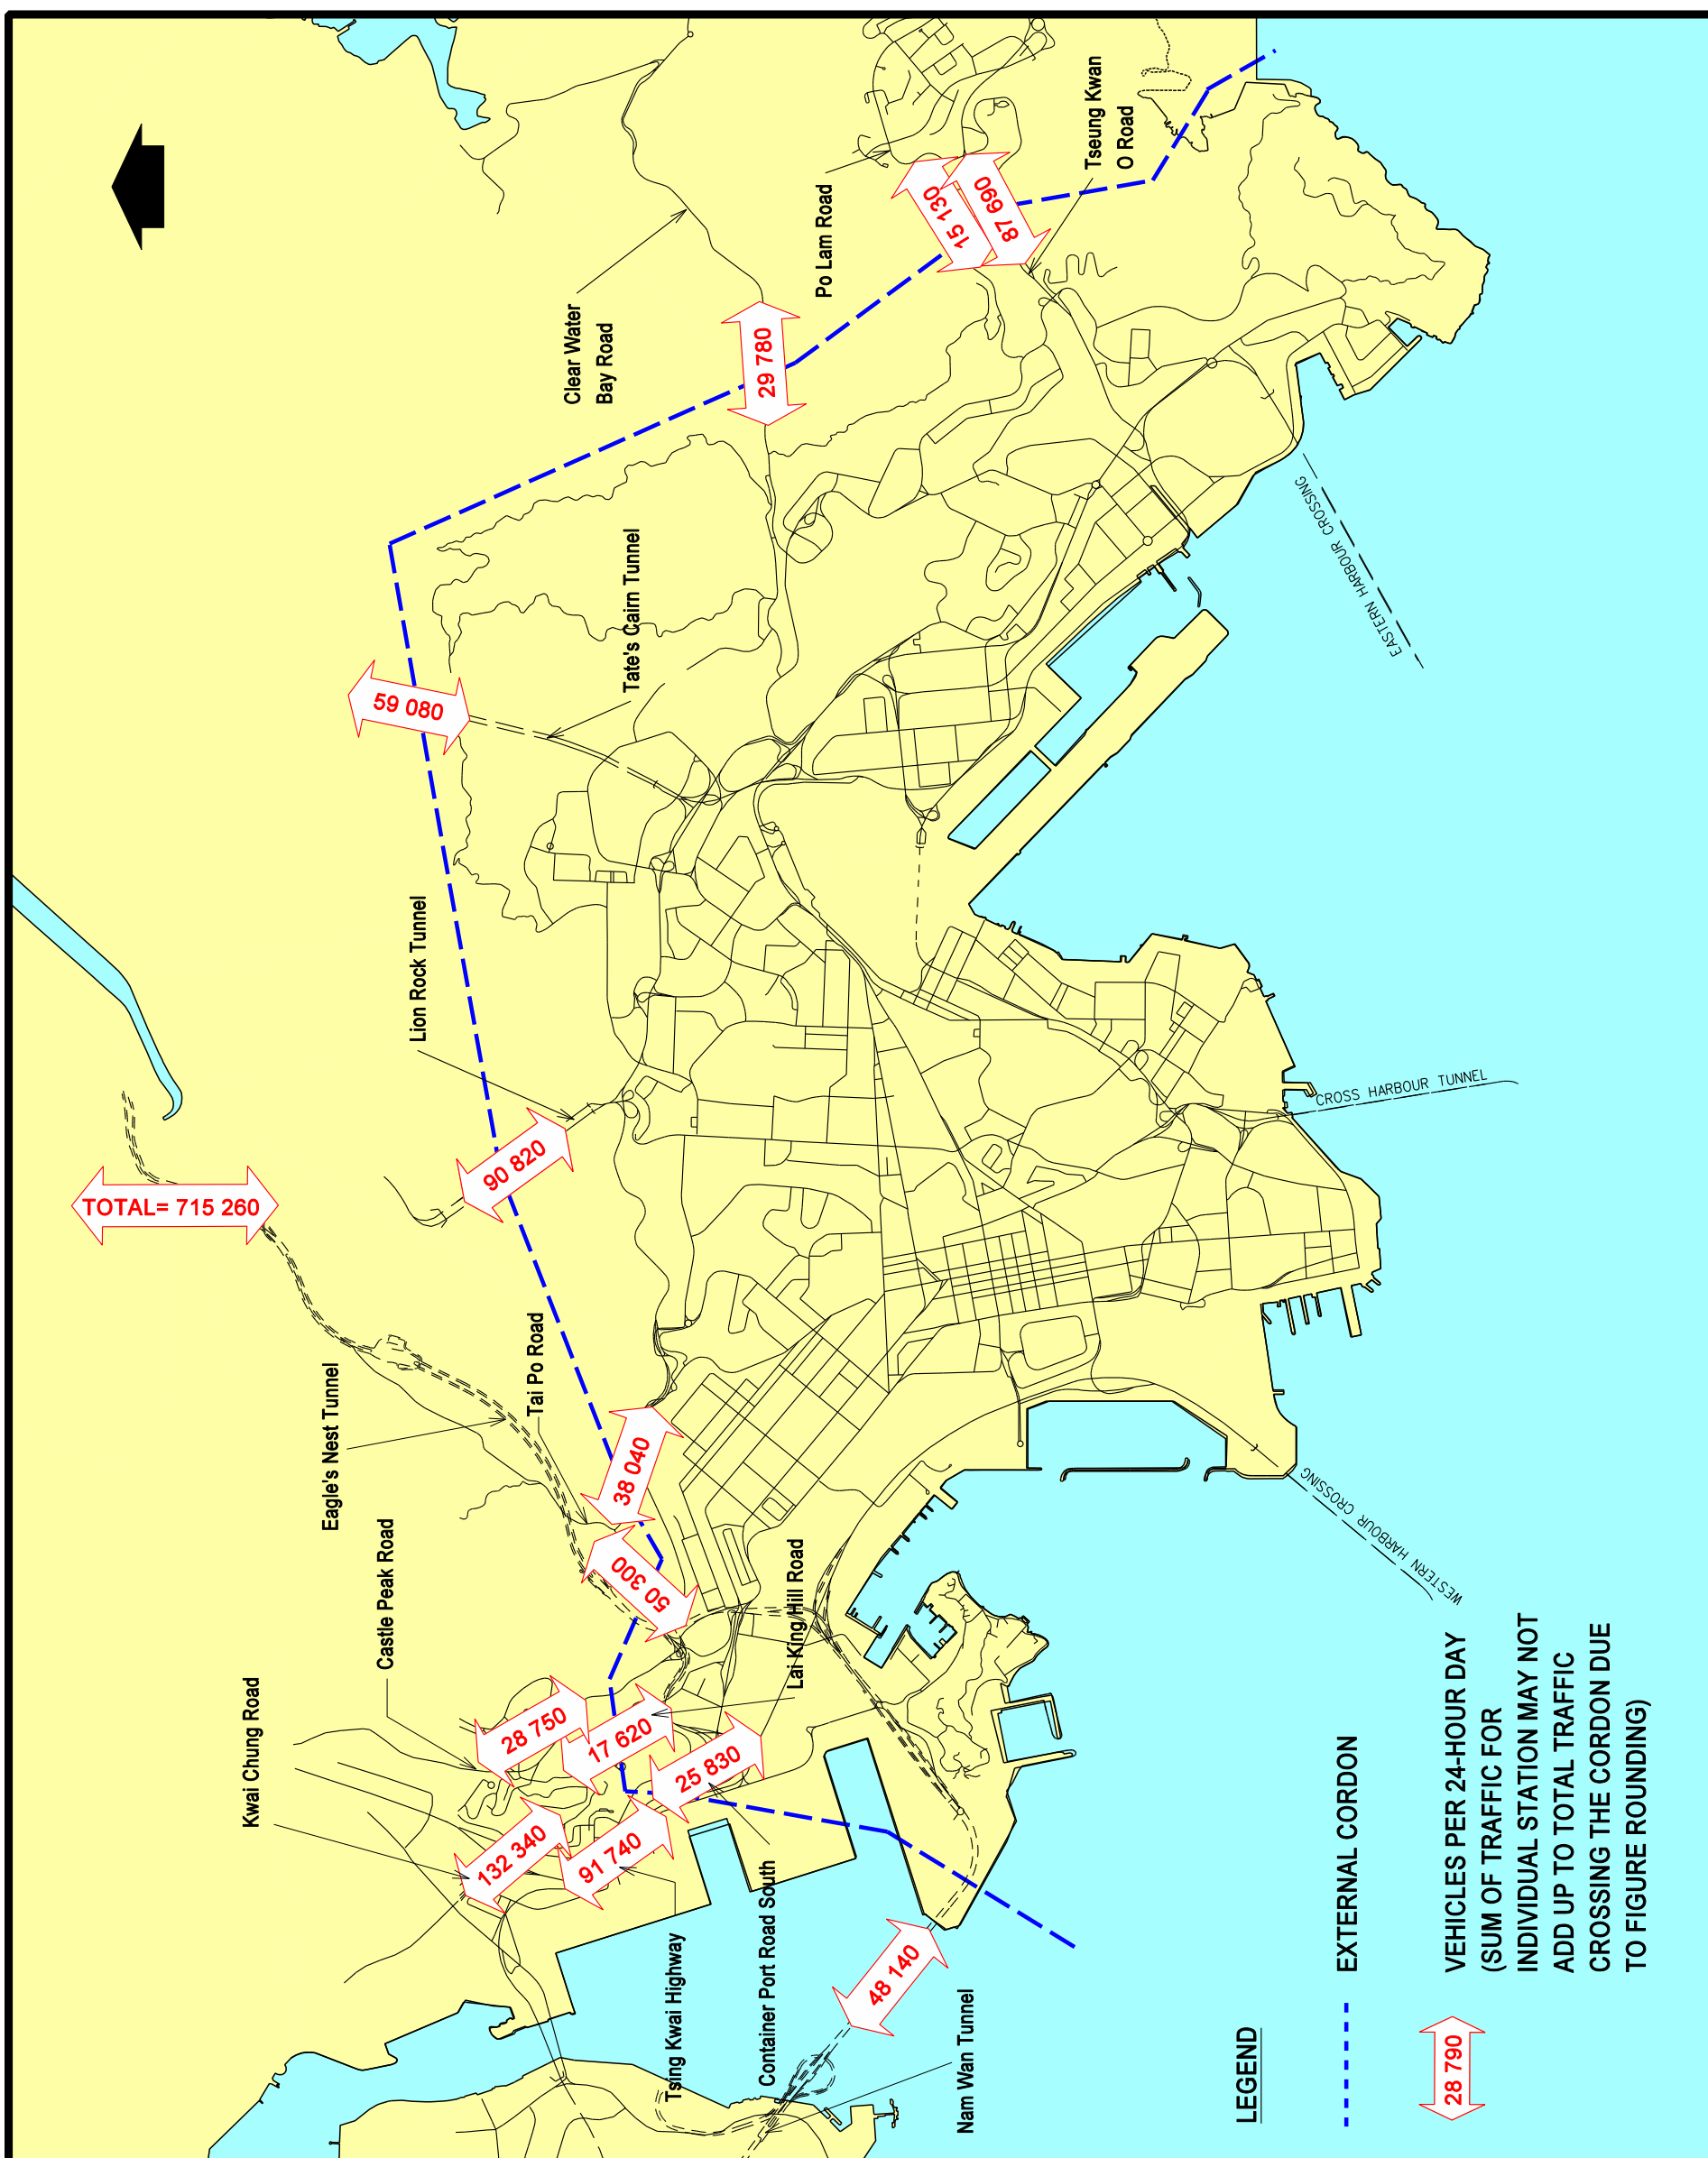 TOTAL= 715 260
Kwai Chung Road
Castle Peak Road
Eagle's Nest Tunnel
Tai Po Road
Lion Rock Tunnel
Tate's Cairn Tunnel
Clear Water
Bay Road
Po Lam Road
Tseung Kwan
O Road
Lai King Hill Road
Tsing Kwai Highway
Container Port Road South
Nam Wan Tunnel
132 340
91 740
28 750
17 620
25 830
50 300
38 040
90 820
59 080
29 780
15 130
87 690
48 140
WESTERN HARBOUR CROSSING
CROSS HARBOUR TUNNEL
EASTERN HARBOUR CROSSING
LEGEND
EXTERNAL CORDON
28 790
VEHICLES PER 24-HOUR DAY
(SUM OF TRAFFIC FOR
INDIVIDUAL STATION MAY NOT
ADD UP TO TOTAL TRAFFIC
CROSSING THE CORDON DUE
TO FIGURE ROUNDING)